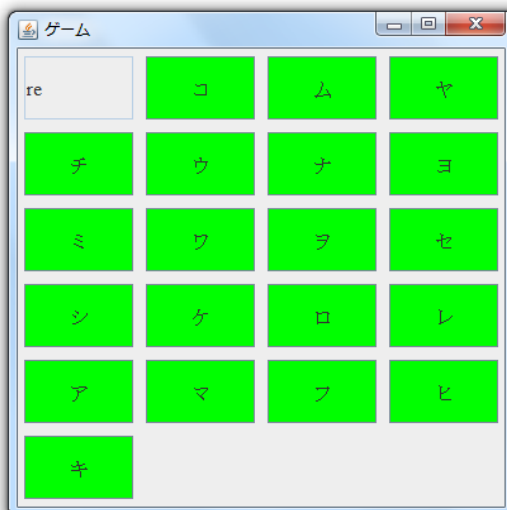 ゲーム
re コ ム ヤ
チ ウ ナ ヨ
ミ ワ ヲ セ
シ ケ ロ レ
ア マ フ ヒ
キ